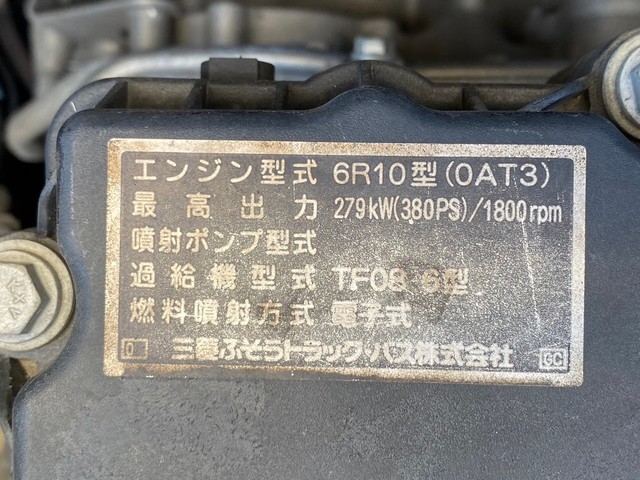 エンジン型式 6R10型(0AT3)
最高出力 279kW(380PS)/1800rpm
噴射ポンプ型式
過給機型式 TF08 6型
燃料噴射方式 電子式
0 三菱ふそうトラック・バス株式会社 GC